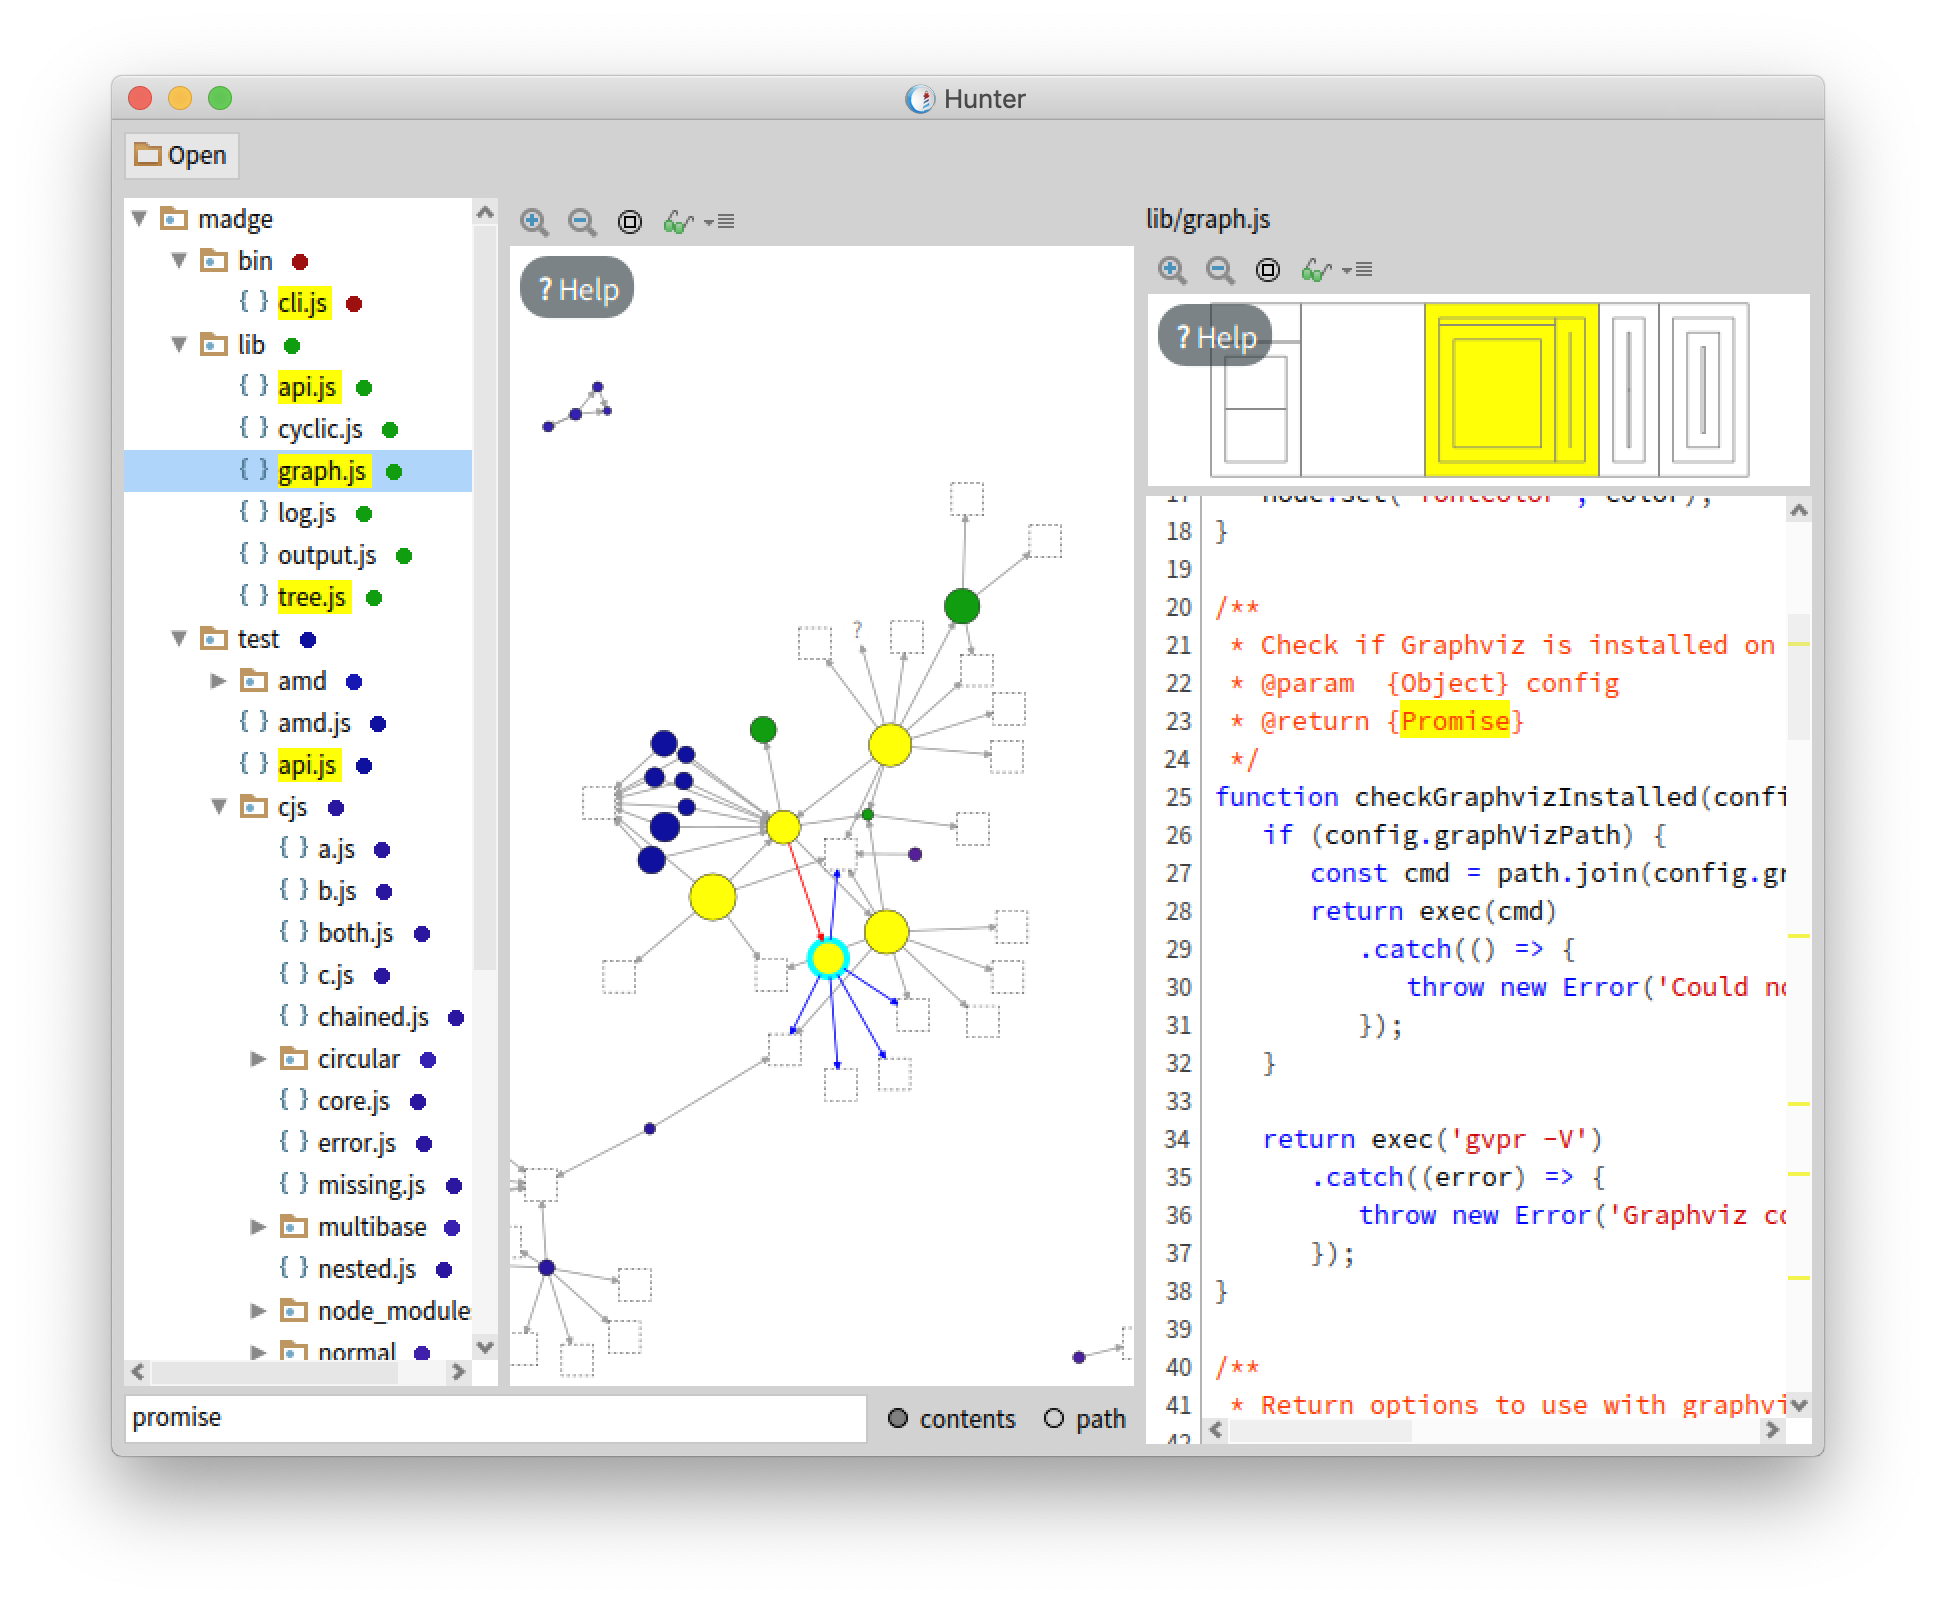 Hunter
Open
madge
bin
{ } cli.js
lib
{ } api.js
{ } cyclic.js
{ } graph.js
{ } log.js
{ } output.js
{ } tree.js
test
amd
{ } amd.js
{ } api.js
cjs
{ } a.js
{ } b.js
{ } both.js
{ } c.js
{ } chained.js
circular
{ } core.js
{ } error.js
{ } missing.js
multibase
{ } nested.js
node_module
normal
promise
contents
path
? Help
?
lib/graph.js
? Help
17 node.set('fontcolor', color);
18 }
19
20 /**
21 * Check if Graphviz is installed on
22 * @param  {Object} config
23 * @return {Promise}
24 */
25 function checkGraphvizInstalled(confi
26 if (config.graphVizPath) {
27 const cmd = path.join(config.gr
28 return exec(cmd)
29 .catch(() => {
30 throw new Error('Could no
31 });
32 }
33
34 return exec('gvpr -V')
35 .catch((error) => {
36 throw new Error('Graphviz co
37 });
38 }
39
40 /**
41 * Return options to use with graphvi
42